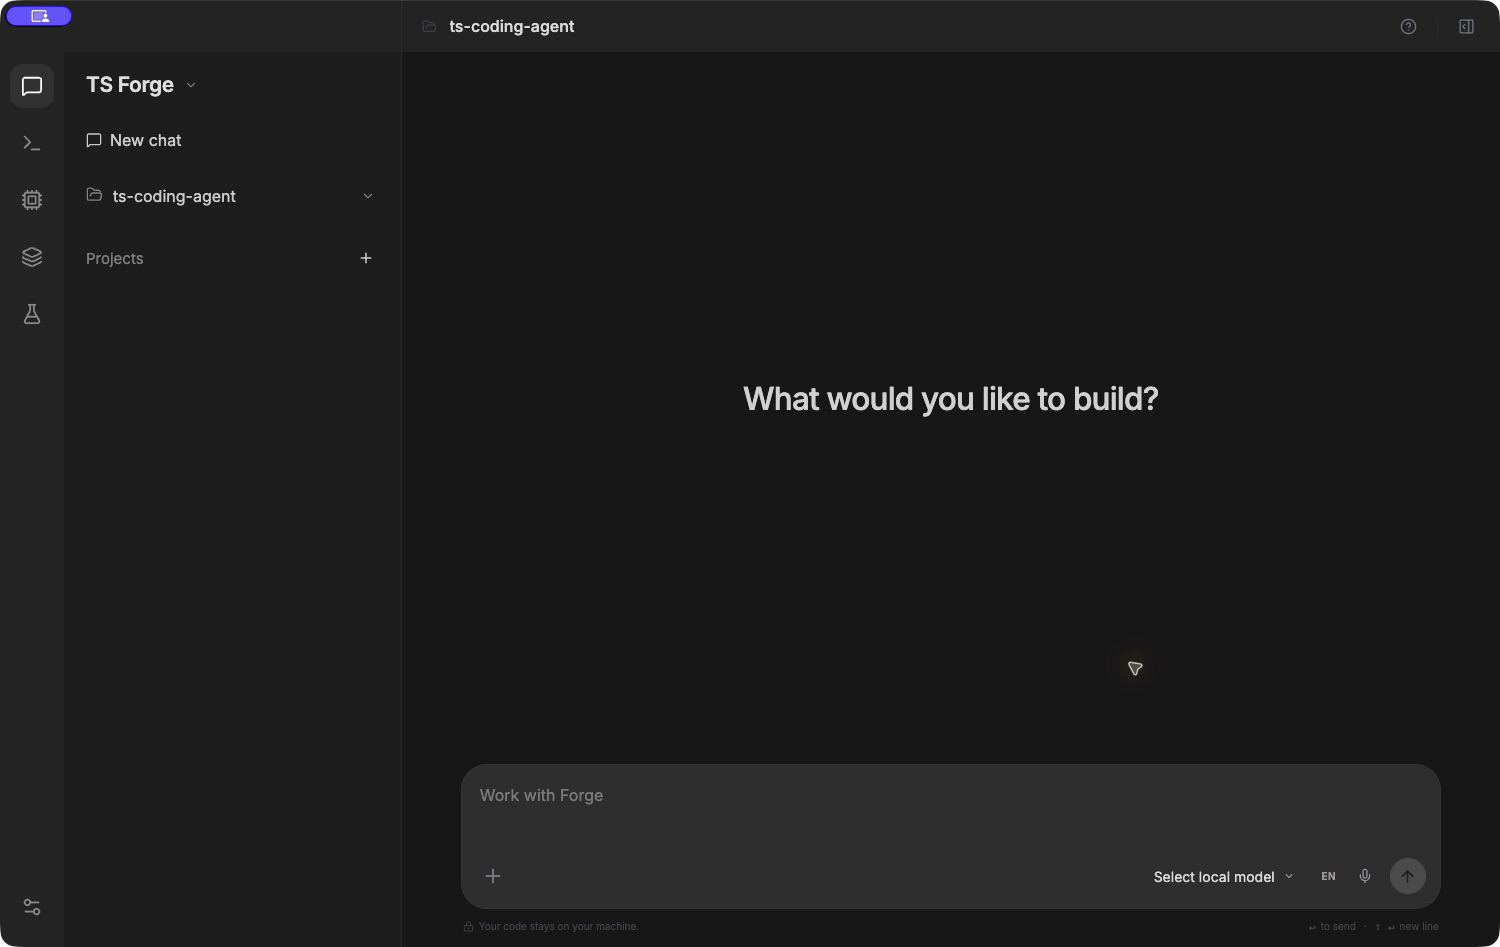 ts-coding-agent
TS Forge
New chat
ts-coding-agent
Projects
What would you like to build?
Work with Forge
Select local model
EN
Your code stays on your machine.
↵ to send · ⇧ ↵ new line